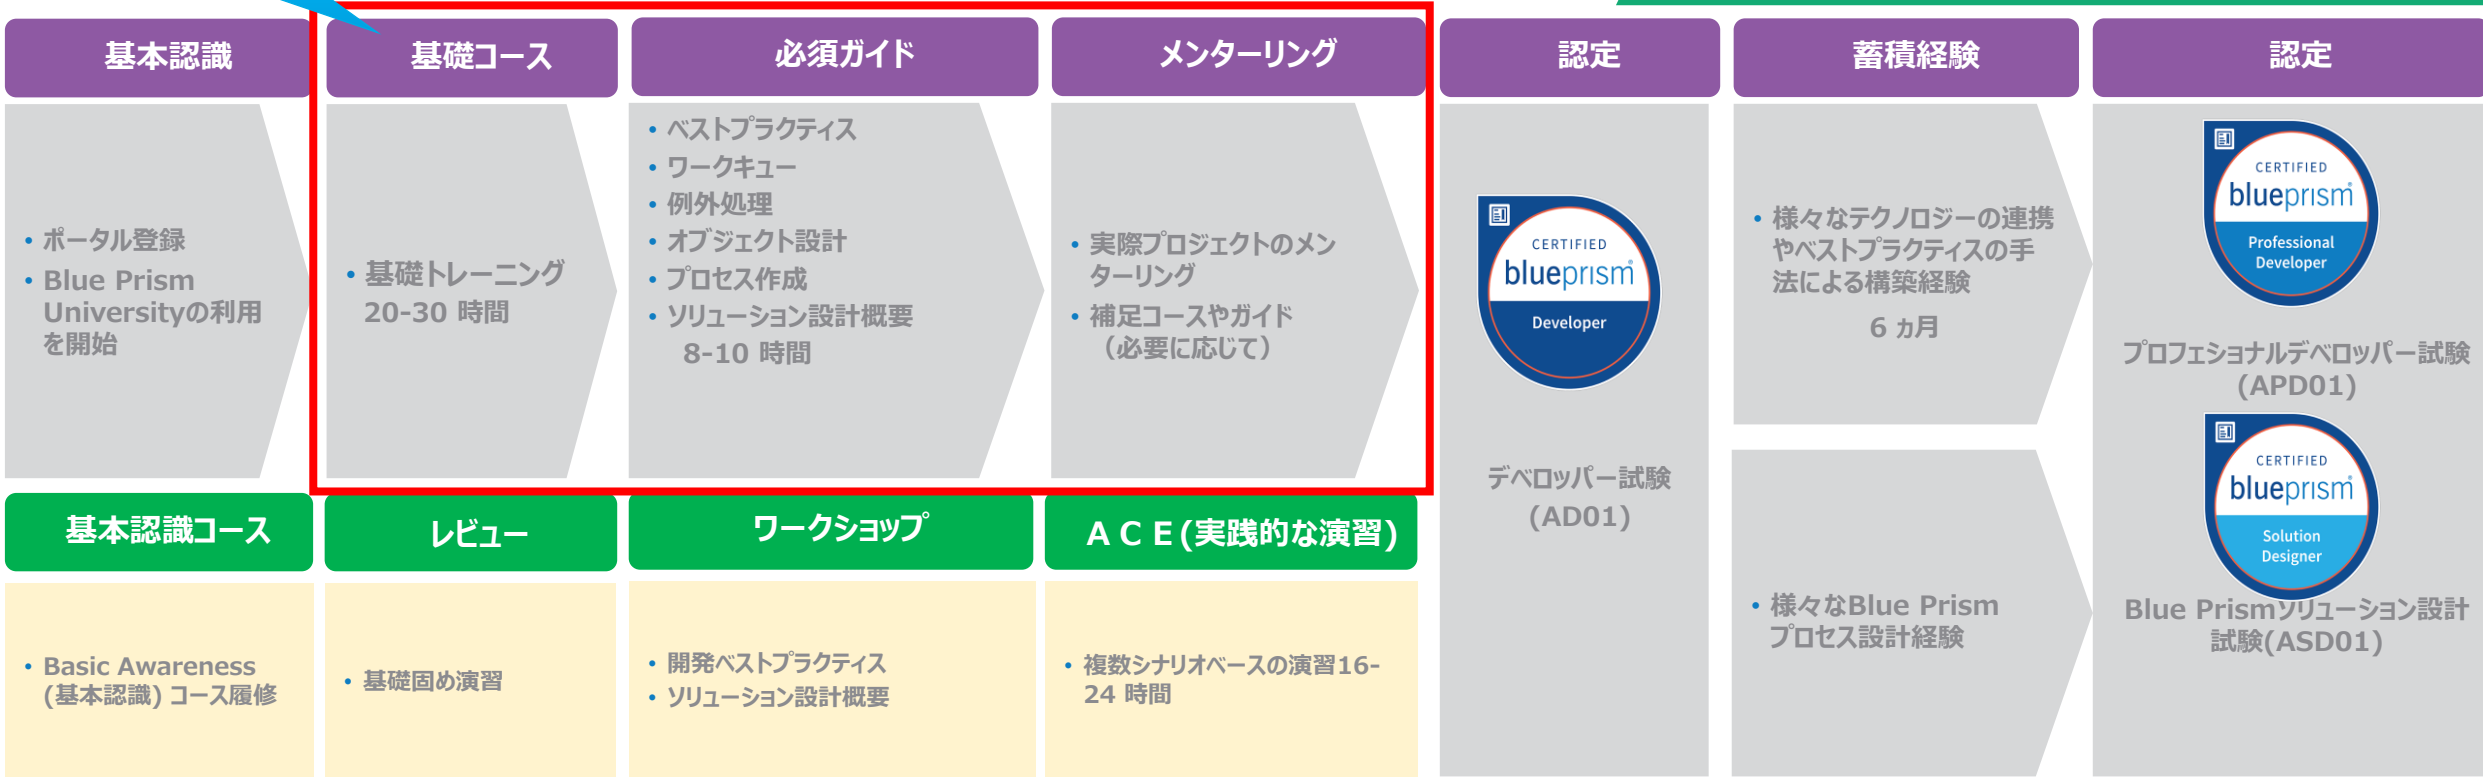 基本認識
基礎コース
必須ガイド
メンターリング
認定
蓄積経験
認定
• ポータル登録
• Blue Prism
Universityの利用
を開始
• 基礎トレーニング
20-30 時間
• ベストプラクティス
• ワークキュー
• 例外処理
• オブジェクト設計
• プロセス作成
• ソリューション設計概要
8-10 時間
• 実際プロジェクトのメン
ターリング
• 補足コースやガイド
（必要に応じて）
CERTIFIED
blueprism®
Developer
デベロッパー試験
(AD01)
• 様々なテクノロジーの連携
やベストプラクティスの手
法による構築経験
6 ヵ月
• 様々なBlue Prism
プロセス設計経験
CERTIFIED
blueprism®
Professional
Developer
プロフェショナルデベロッパー試験
(APD01)
CERTIFIED
blueprism®
Solution
Designer
Blue Prismソリューション設計
試験(ASD01)
基本認識コース
レビュー
ワークショップ
ＡＣＥ(実践的な演習)
• Basic Awareness
(基本認識) コース履修
• 基礎固め演習
• 開発ベストプラクティス
• ソリューション設計概要
• 複数シナリオベースの演習16-
24 時間